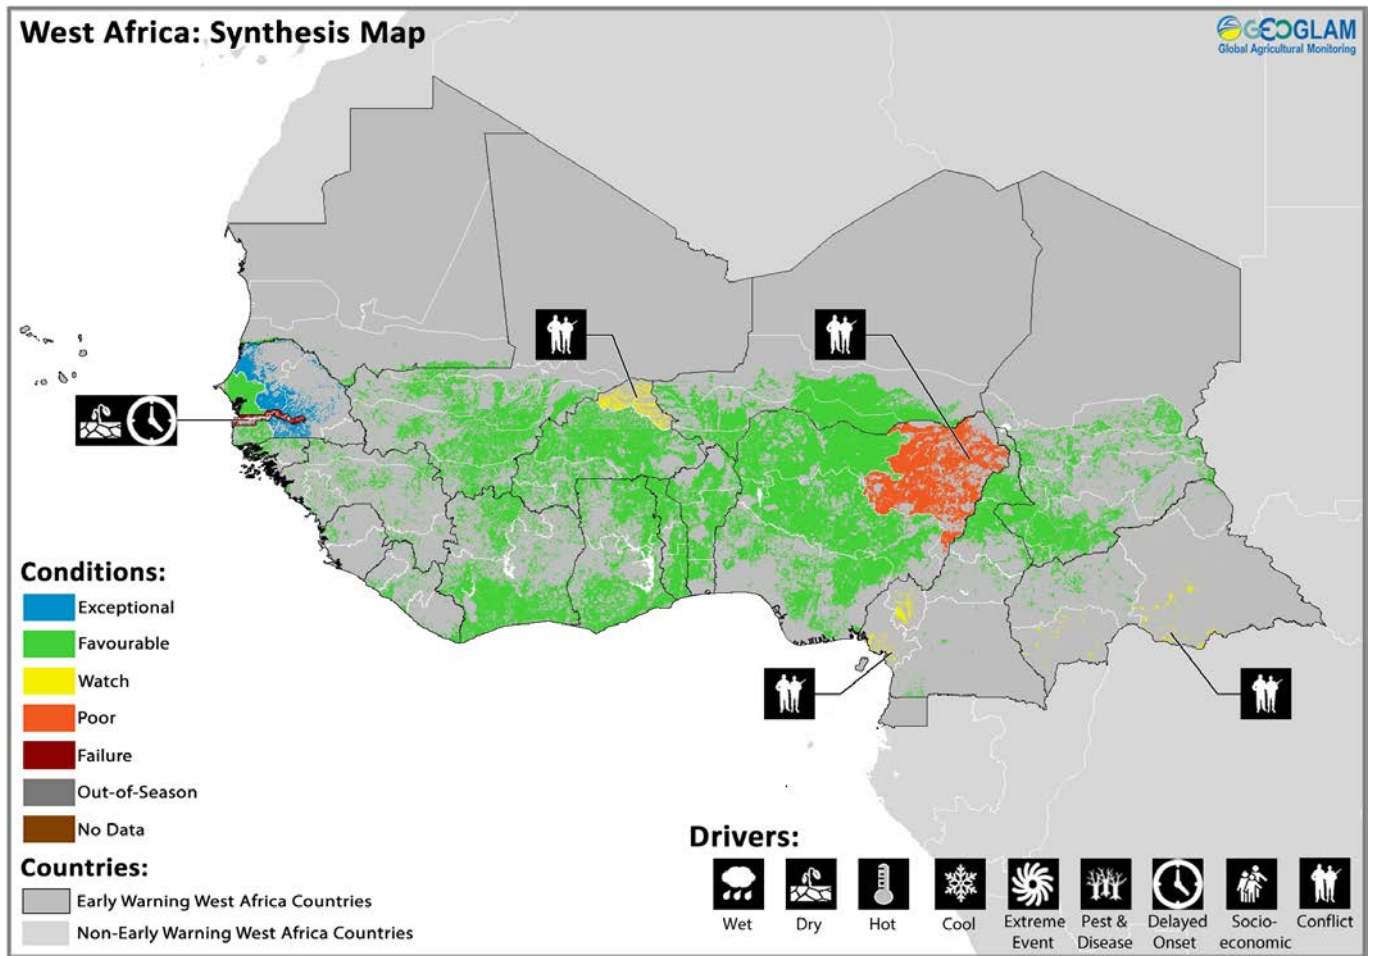 West Africa: Synthesis Map
GEOGLAM
Global Agricultural Monitoring
Conditions:
Exceptional
Favourable
Watch
Poor
Failure
Out-of-Season
No Data
Countries:
Early Warning West Africa Countries
Non-Early Warning West Africa Countries
Drivers:
Wet
Dry
Hot
Cool
Extreme
Event
Pest &
Disease
Delayed
Onset
Socio-
economic
Conflict